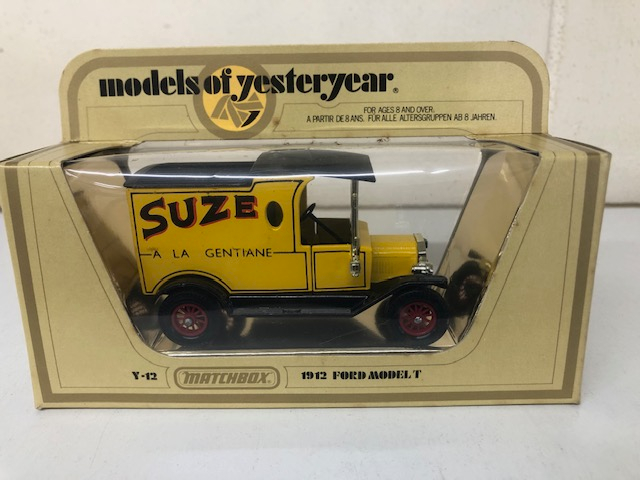 models of yesteryear®
FOR AGES 8 AND OVER.
A PARTIR DE 8 ANS. FÜR ALLE ALTERSGRUPPEN AB 8 JAHREN.
SUZE
A LA GENTIANE
Y-12 MATCHBOX® 1912 FORD MODEL T